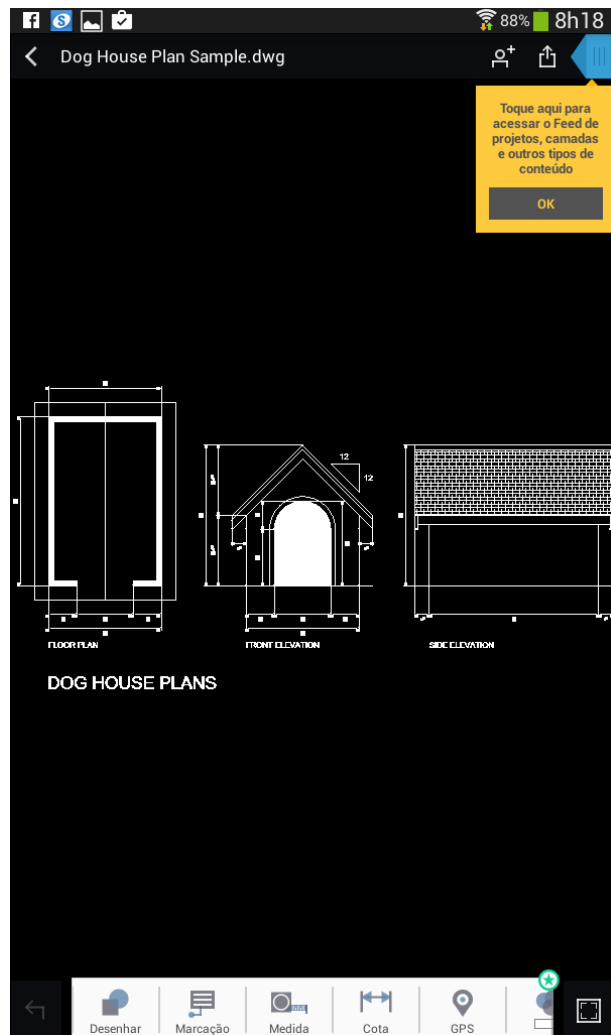 88% 8h18
Dog House Plan Sample.dwg
Toque aqui para
acessar o Feed de
projetos, camadas
e outros tipos de
conteúdo
OK
12
12
FLOOR PLAN
FRONT ELEVATION
SIDE ELEVATION
DOG HOUSE PLANS
Desenhar
Marcação
Medida
Cota
GPS